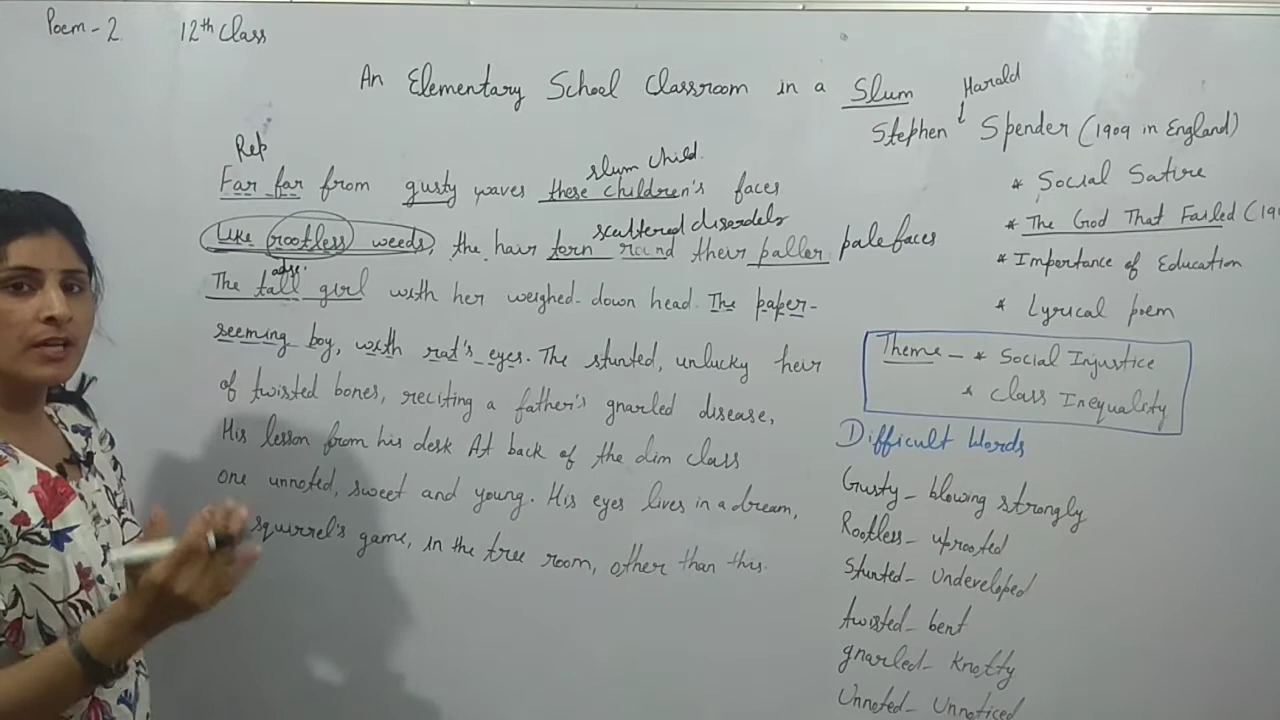 Poem - 2 12th Class
An Elementary School Classroom in a Slum
Harald
Stephen ↓ Spender (1909 in England)
Rep
slum child.
Far far from gusty waves these children's faces
scattered disordels
Like rootless weeds, the hair torn round their paller pale faces
adj.
The tall girl with her weighed-down head. The paper-
seeming boy, with rat's eyes. The stunted, unlucky heir
of twisted bones, reciting a father's gnarled disease,
His lesson from his desk At back of the dim class
One unnoted, sweet and young. His eyes lives in a dream,
squirrel's game, in the tree room, other than this.
* Social Satire
* The God That Failed (19
* Importance of Education
* Lyrical poem
Theme - * Social Injustice
* Class Inequality
Difficult Words
Gusty - blowing strongly
Rootless - uprooted
Stunted - Undeveloped
twisted - bent
gnarled - Knotty
Unnoted - Unnoticed